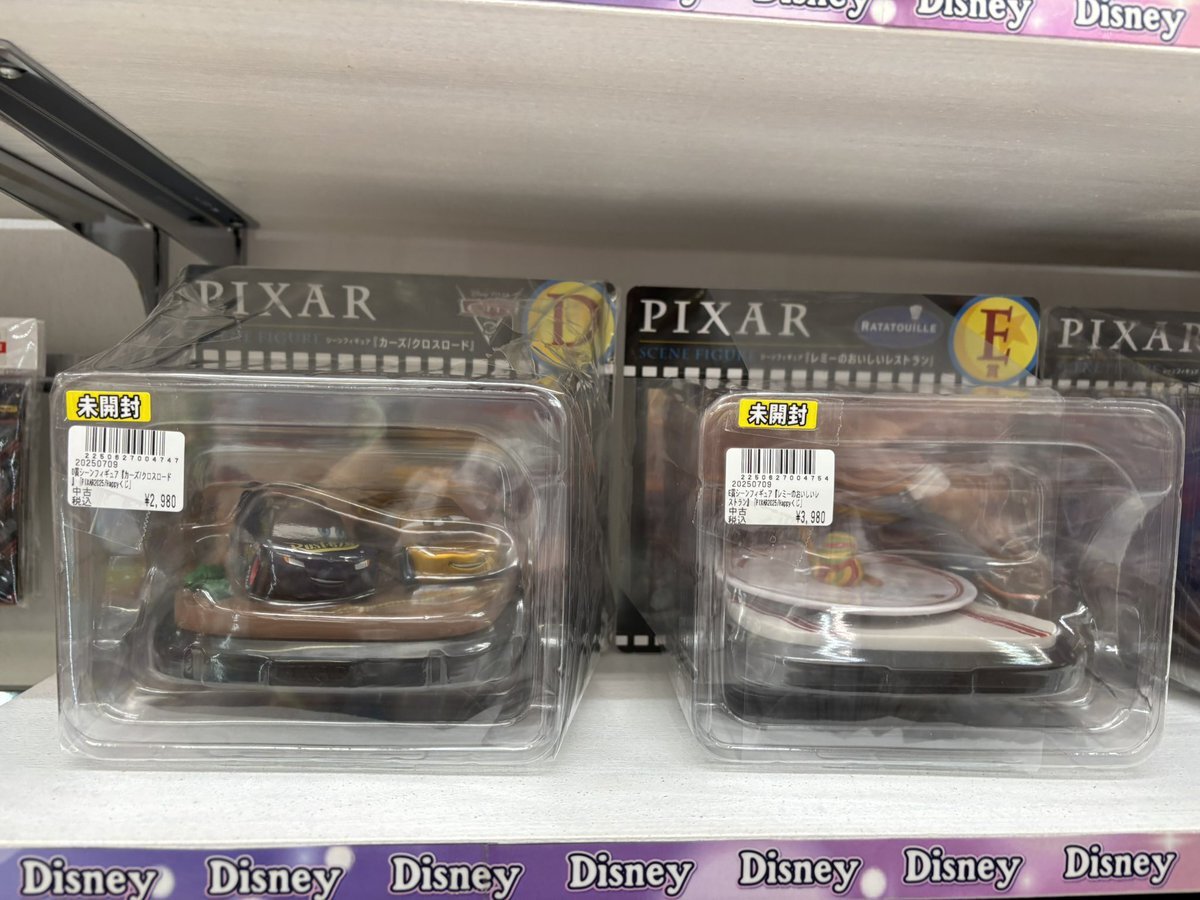 Disney
Disney
Disney
PIXAR
Disney PIXAR
CARS
3
SCENE FIGURE シーンフィギュア『カーズ/クロスロード』
D
未開封
2250627004747
20250709
D賞シーンフィギュア『カーズ/クロスロード
』 [PIXAR2025/Happyくじ]
中古
税込 ¥2,980
PIXAR
RATATOUILLE
SCENE FIGURE シーンフィギュア『レミーのおいしいレストラン』
E
賞
未開封
2250627004754
20250709
E賞シーンフィギュア『レミーのおいしいレ
ストラン』 [PIXAR2025/Happyくじ]
中古
税込 ¥3,980
PIXAR
Disney
Disney
Disney
Disney
Disney
Disney
Disney